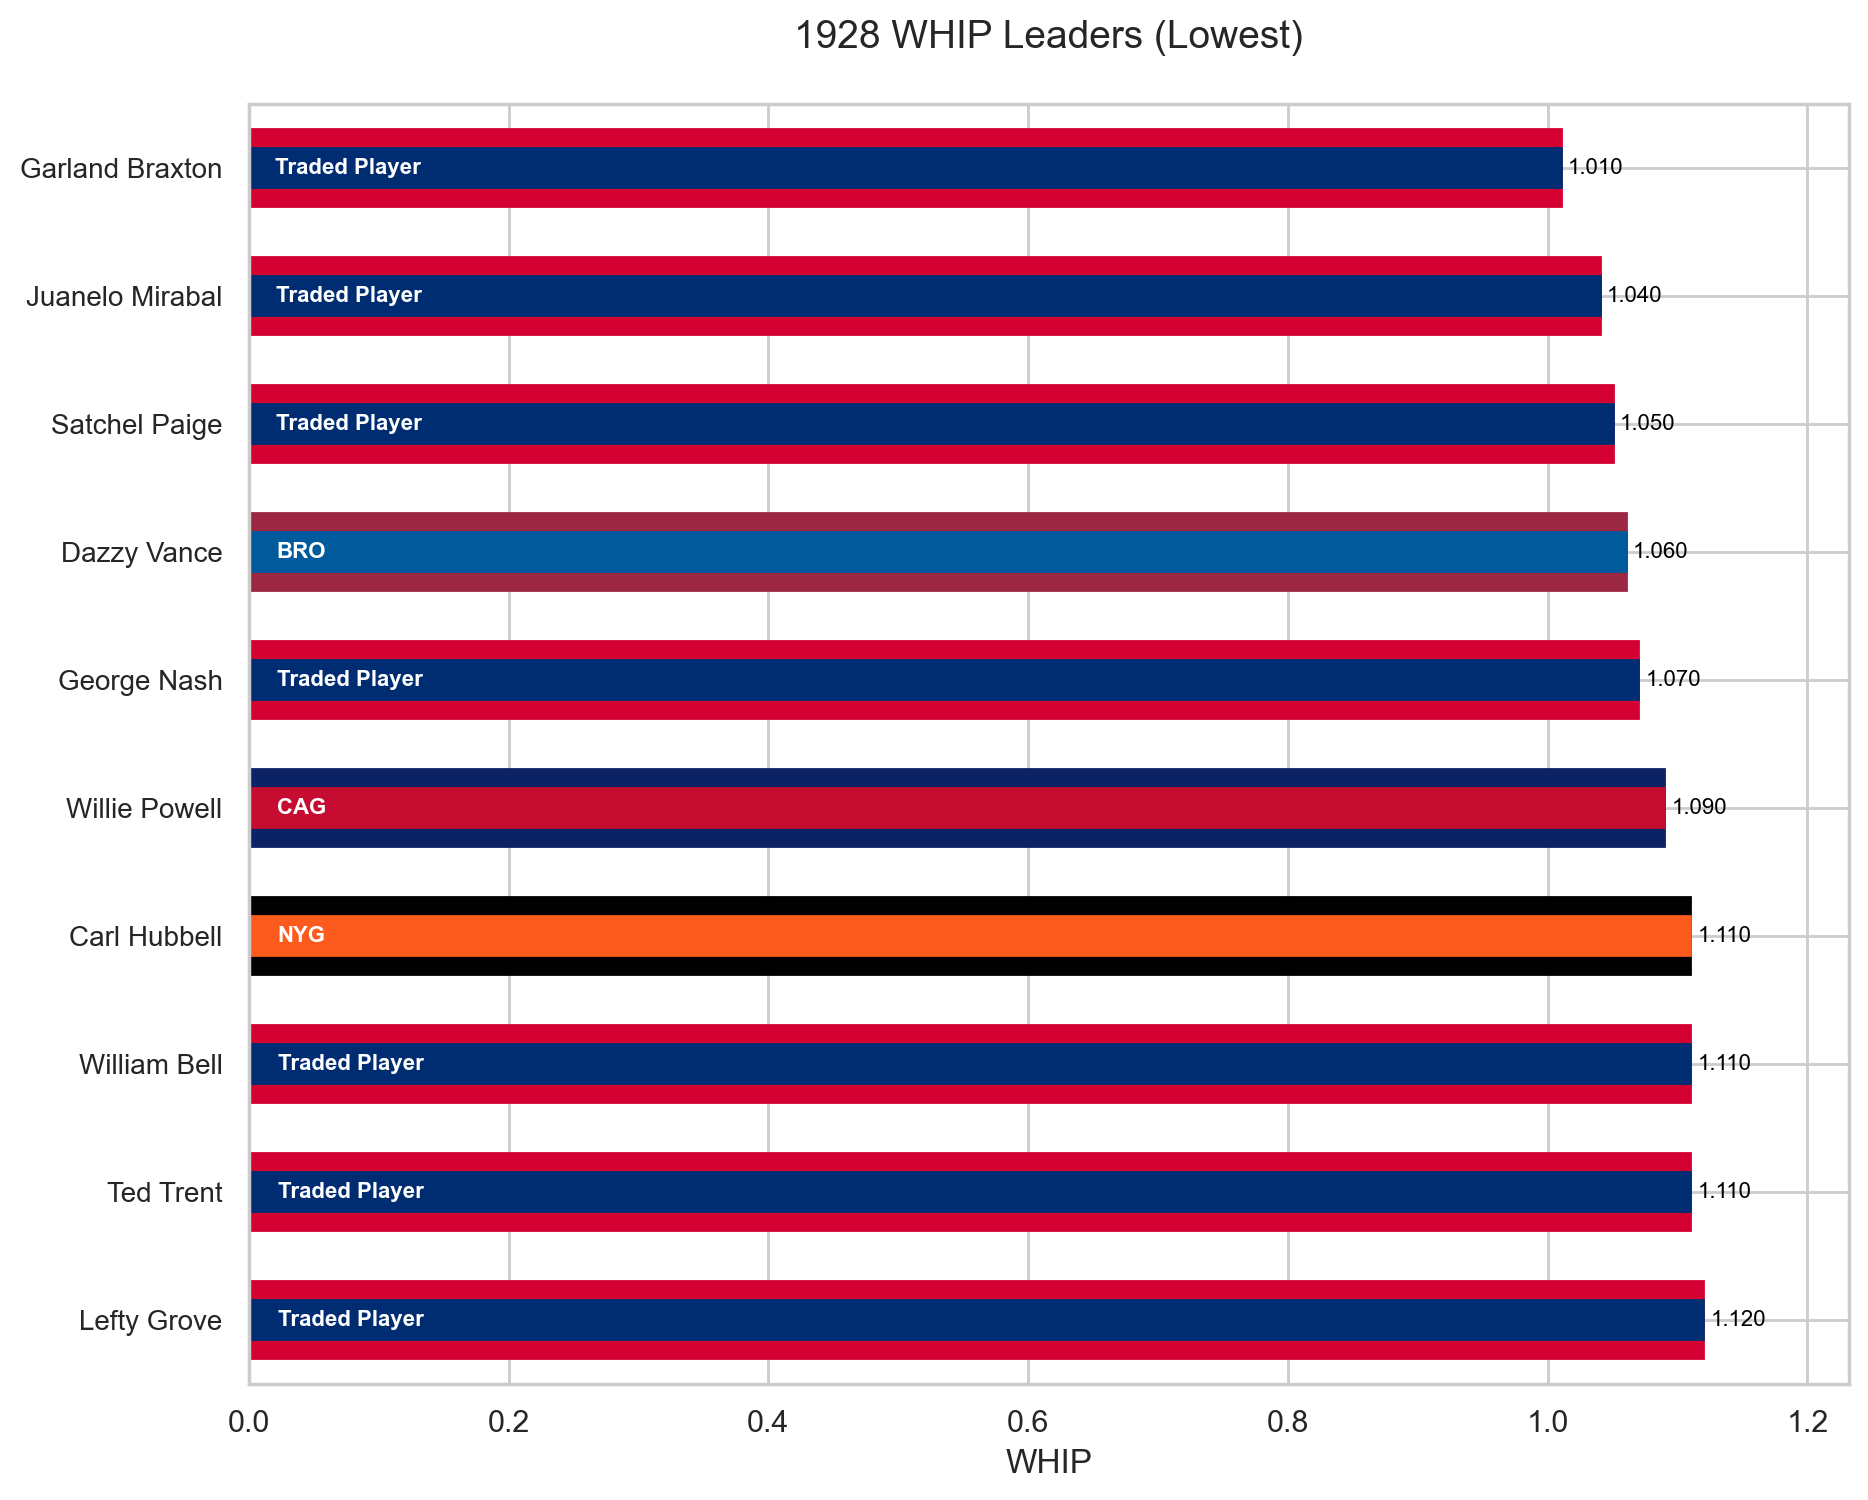 1928 WHIP Leaders (Lowest)
Garland Braxton Traded Player 1.010
Juanelo Mirabal Traded Player 1.040
Satchel Paige Traded Player 1.050
Dazzy Vance BRO 1.060
George Nash Traded Player 1.070
Willie Powell CAG 1.090
Carl Hubbell NYG 1.110
William Bell Traded Player 1.110
Ted Trent Traded Player 1.110
Lefty Grove Traded Player 1.120
0.0 0.2 0.4 0.6 0.8 1.0 1.2
WHIP